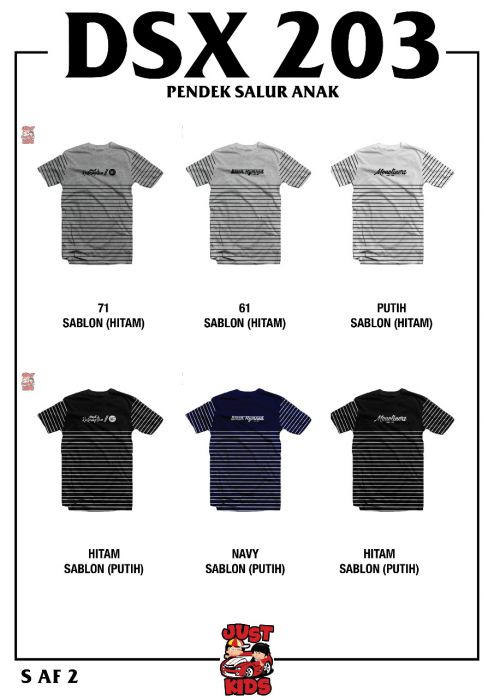 DSX 203
PENDEK SALUR ANAK
71
SABLON (HITAM)
61
SABLON (HITAM)
PUTIH
SABLON (HITAM)
HITAM
SABLON (PUTIH)
NAVY
SABLON (PUTIH)
HITAM
SABLON (PUTIH)
JUST
KIDS
S AF 2